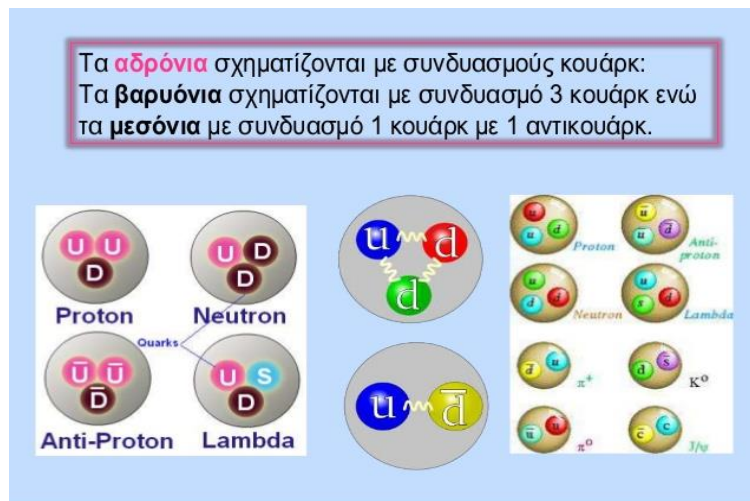 Τα αδρόνια σχηματίζονται με συνδυασμούς κουάρκ:
Τα βαρυόνια σχηματίζονται με συνδυασμό 3 κουάρκ ενώ
τα μεσόνια με συνδυασμό 1 κουάρκ με 1 αντικουάρκ.
U U
D
Proton
U D
D
Neutron
Quarks
U̅ U̅
D̅
Anti-Proton
U S
D
Lambda
u d
d
u d̅
u
u d
Proton
u̅
u̅ d̅
Anti-
proton
u
d d
Neutron
u
s d
Lambda
d̅ u
π⁺
d s̅
K⁰
u̅ u
π⁰
c̅ c
J/ψ